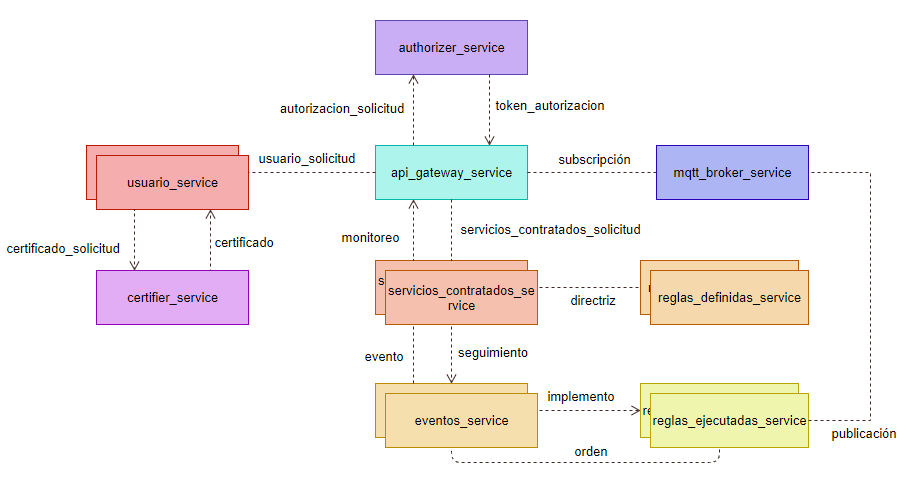 authorizer_service
autorizacion_solicitud
token_autorizacion
usuario_solicitud
api_gateway_service
subscripción
mqtt_broker_service
usuario_service
certificado_solicitud
certificado
monitoreo
servicios_contratados_solicitud
certifier_service
s
servicios_contratados_se
rvice
directriz
reglas_definidas_service
evento
seguimiento
implemento
eventos_service
re
reglas_ejecutadas_service
publicación
orden